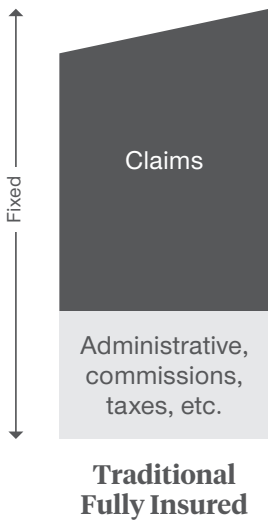 Fixed
Claims
Administrative,
commissions,
taxes, etc.
Traditional
Fully Insured